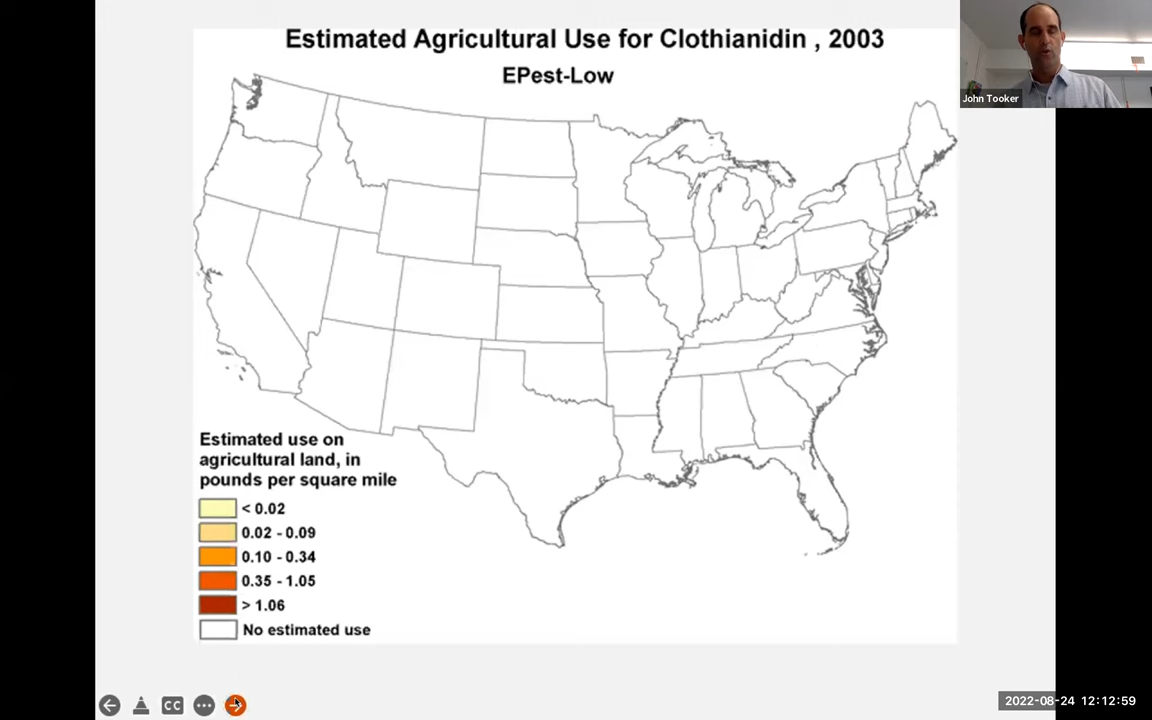 Estimated Agricultural Use for Clothianidin , 2003
EPest-Low
John Tooker
Estimated use on
agricultural land, in
pounds per square mile
< 0.02
0.02 - 0.09
0.10 - 0.34
0.35 - 1.05
> 1.06
No estimated use
CC
2022-08-24 12:12:59